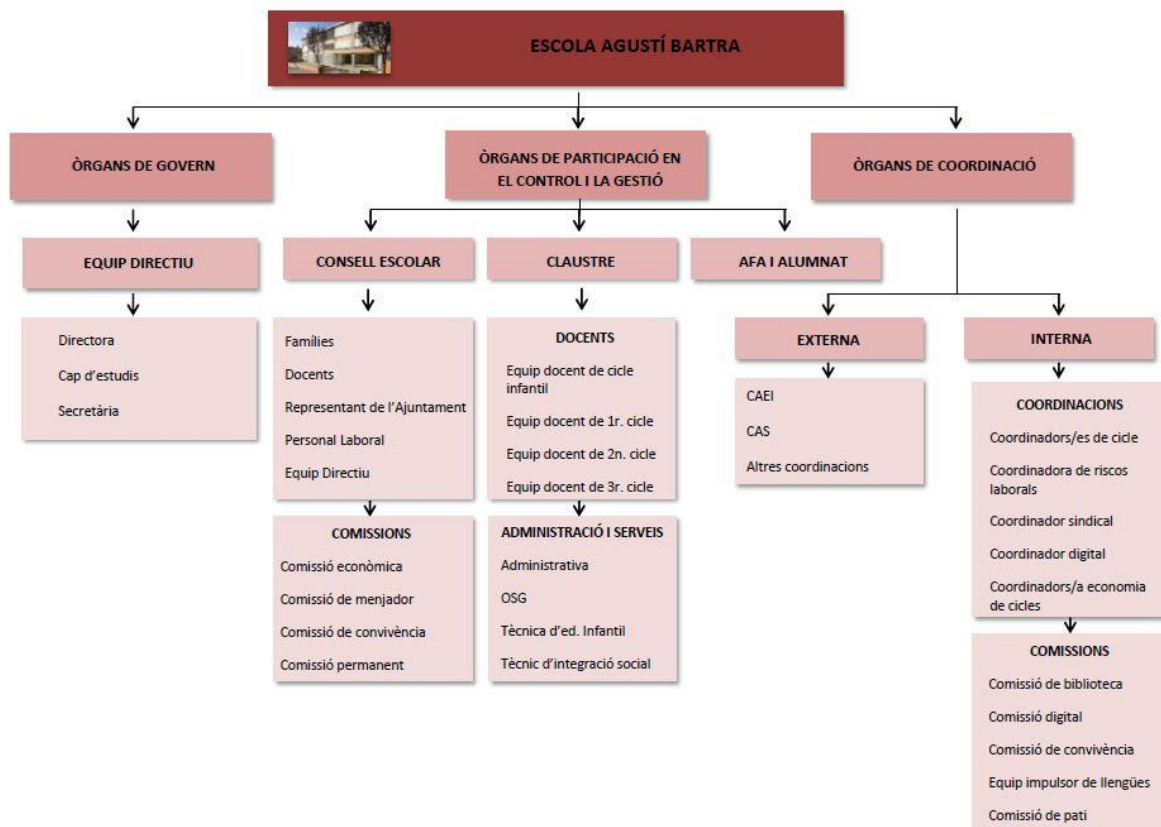 ESCOLA AGUSTÍ BARTRA
ÒRGANS DE GOVERN
ÒRGANS DE PARTICIPACIÓ EN
EL CONTROL I LA GESTIÓ
ÒRGANS DE COORDINACIÓ
EQUIP DIRECTIU
CONSELL ESCOLAR
CLAUSTRE
AFA I ALUMNAT
Directora
Cap d'estudis
Secretària
Famílies
Docents
Representant de l'Ajuntament
Personal Laboral
Equip Directiu
COMISSIONS
Comissió econòmica
Comissió de menjador
Comissió de convivència
Comissió permanent
DOCENTS
Equip docent de cicle
infantil
Equip docent de 1r. cicle
Equip docent de 2n. cicle
Equip docent de 3r. cicle
ADMINISTRACIÓ I SERVEIS
Administrativa
OSG
Tècnica d'ed. Infantil
Tècnic d'integració social
EXTERNA
CAEI
CAS
Altres coordinacions
INTERNA
COORDINACIONS
Coordinadors/es de cicle
Coordinadora de riscos
laborals
Coordinador sindical
Coordinador digital
Coordinadors/a economia
de cicles
COMISSIONS
Comissió de biblioteca
Comissió digital
Comissió de convivència
Equip impulsor de llengües
Comissió de pati